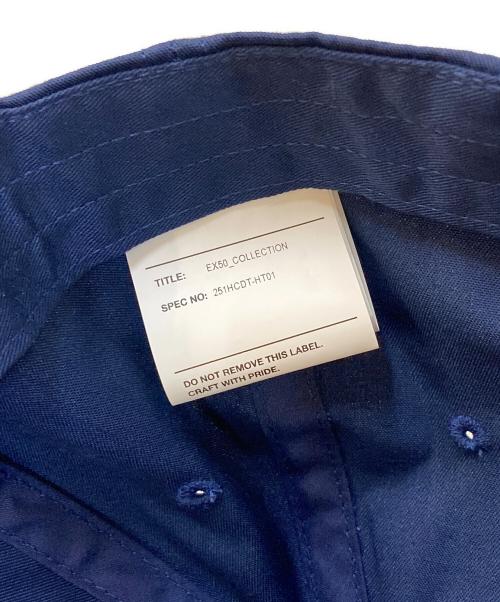 TITLE: EX50_COLLECTION
SPEC NO: 251HCDT-HT01
DO NOT REMOVE THIS LABEL.
CRAFT WITH PRIDE.